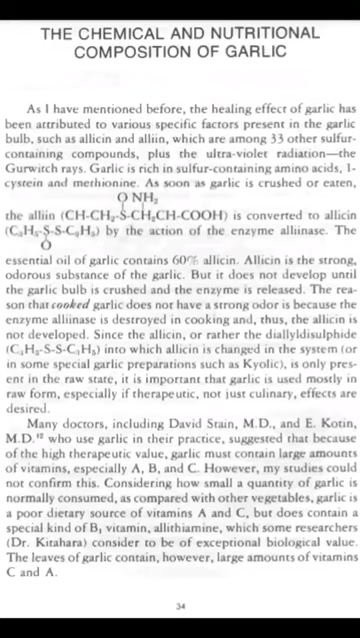 THE CHEMICAL AND NUTRITIONAL
COMPOSITION OF GARLIC
As I have mentioned before, the healing effect of garlic has
been attributed to various specific factors present in the garlic
bulb, such as allicin and alliin, which are among 33 other sulfur-
containing compounds, plus the ultra-violet radiation—the
Gurwitch rays. Garlic is rich in sulfur-containing amino acids, l-
cystein and methionine. As soon as garlic is crushed or eaten,
O NH₂
the alliin (CH-CH₂-S-CH₂CH-COOH) is converted to allicin
(C₃H₅-S-S-C₃H₅) by the action of the enzyme alliinase. The
O
essential oil of garlic contains 60% allicin. Allicin is the strong,
odorous substance of the garlic. But it does not develop until
the garlic bulb is crushed and the enzyme is released. The rea-
son that cooked garlic does not have a strong odor is because the
enzyme alliinase is destroyed in cooking and, thus, the allicin is
not developed. Since the allicin, or rather the diallyldisulphide
(C₃H₅-S-S-C₃H₅) into which allicin is changed in the system (or
in some special garlic preparations such as Kyolic), is only pres-
ent in the raw state, it is important that garlic is used mostly in
raw form, especially if therapeutic, not just culinary, effects are
desired.
Many doctors, including David Stain, M.D., and E. Kotin,
M.D.¹² who use garlic in their practice, suggested that because
of the high therapeutic value, garlic must contain large amounts
of vitamins, especially A, B, and C. However, my studies could
not confirm this. Considering how small a quantity of garlic is
normally consumed, as compared with other vegetables, garlic is
a poor dietary source of vitamins A and C, but does contain a
special kind of B₁ vitamin, allithiamine, which some researchers
(Dr. Kitahara) consider to be of exceptional biological value.
The leaves of garlic contain, however, large amounts of vitamins
C and A.
34